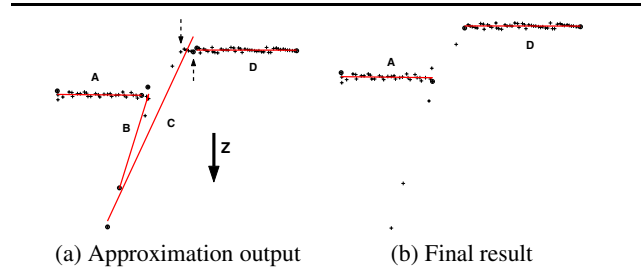 A
B
C
D
Z
(a) Approximation output
A
D
(b) Final result